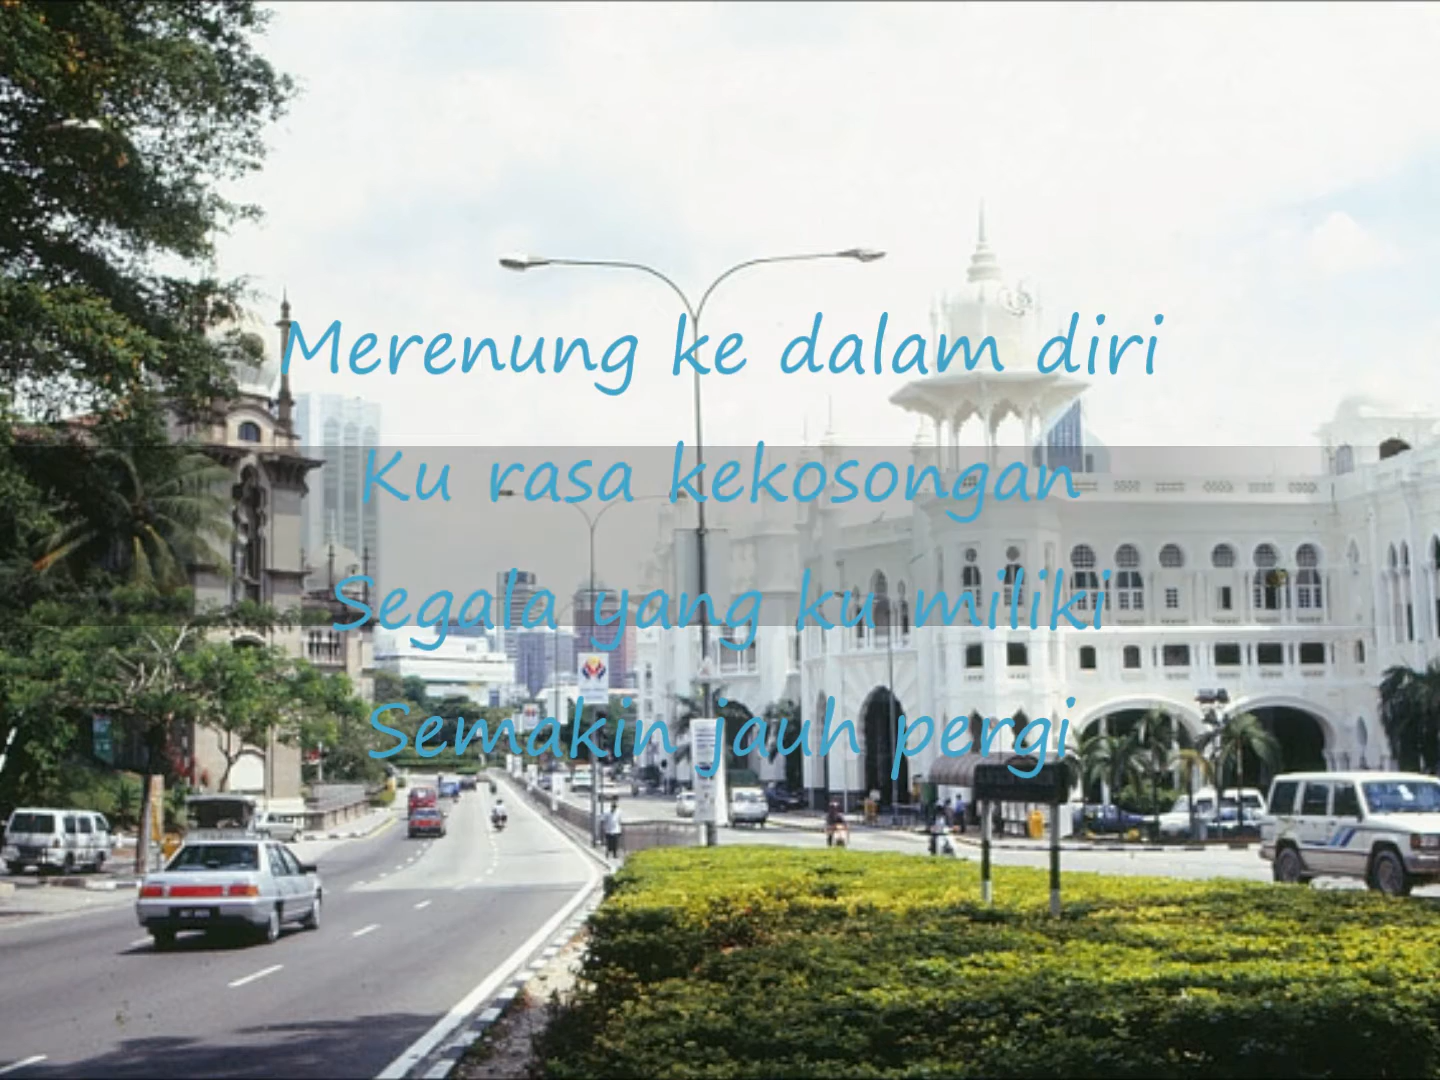 Merenung ke dalam diri
Ku rasa kekosongan
Segala yang ku miliki
Semakin jauh pergi